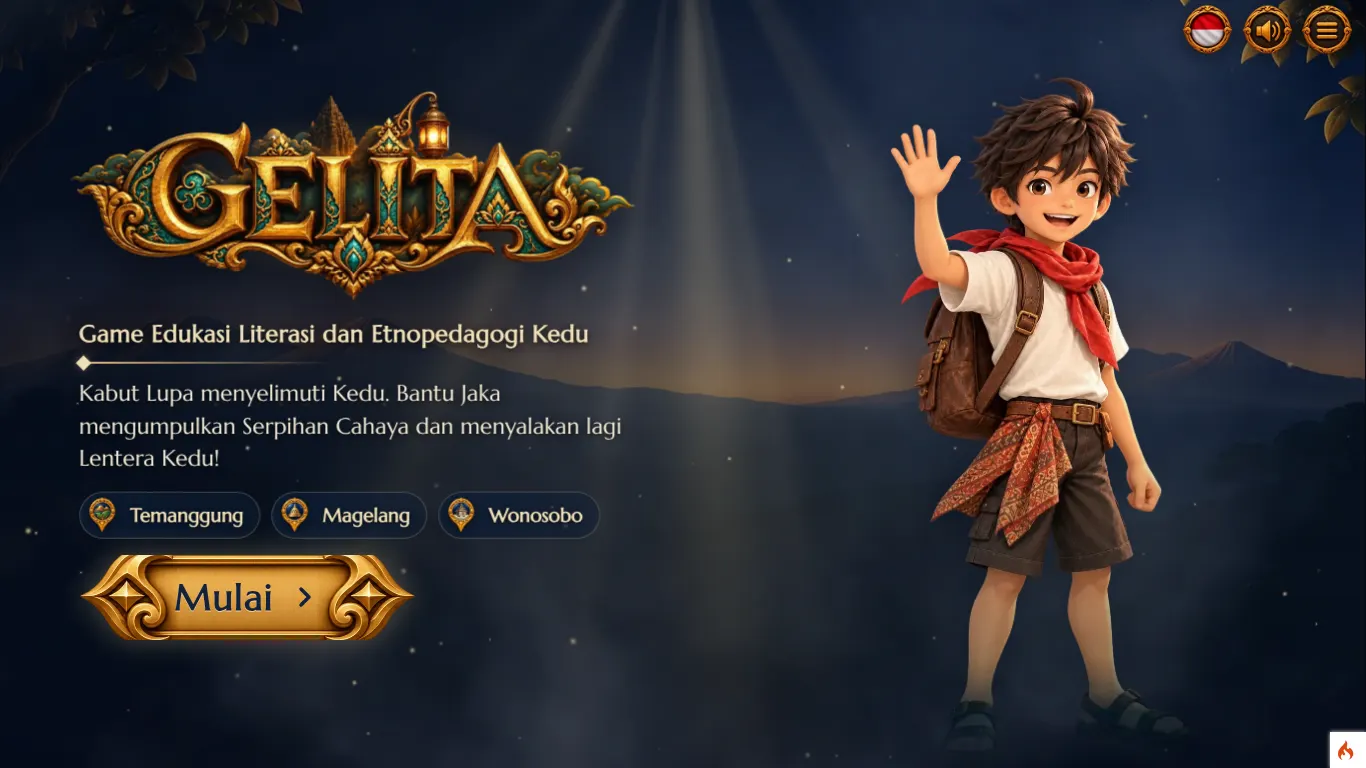 GELITA
Game Edukasi Literasi dan Etnopedagogi Kedu
Kabut Lupa menyelimuti Kedu. Bantu Jaka
mengumpulkan Serpihan Cahaya dan menyalakan lagi
Lentera Kedu!
Temanggung
Magelang
Wonosobo
Mulai